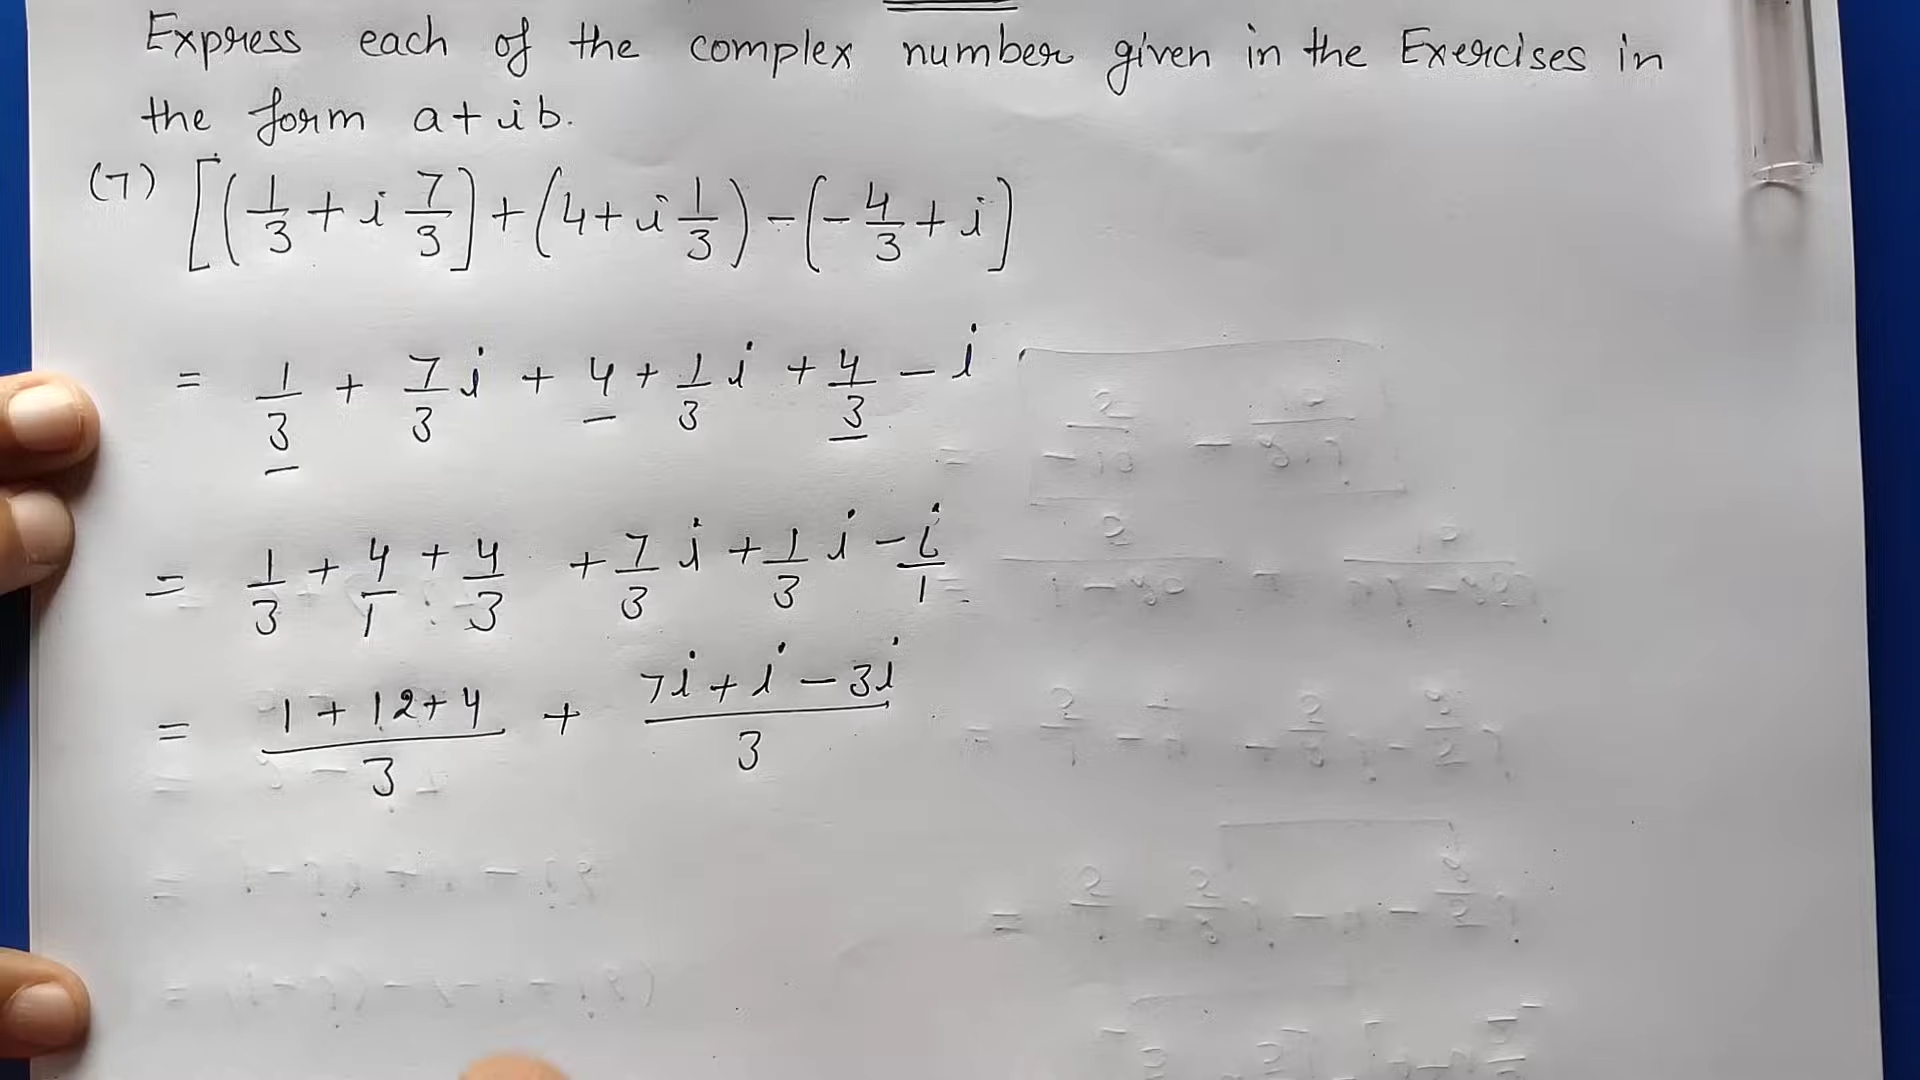 Express each of the complex number given in the Exercises in
the form a+ib.
(7) [(1/3 + i 7/3] + (4 + i 1/3) - (-4/3 + i)]
= 1/3 + 7/3 i + 4 + 1/3 i + 4/3 - i
= 1/3 + 4/1 + 4/3 + 7/3 i + 1/3 i - i/1
= (1 + 12 + 4)/3 + (7i + i - 3i)/3